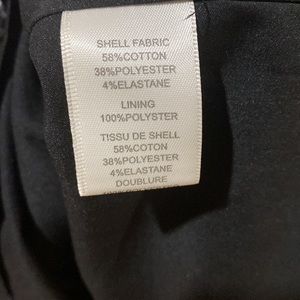 SHELL FABRIC
58%COTTON
38%POLYESTER
4%ELASTANE
LINING
100%POLYESTER
TISSU DE SHELL
58%COTON
38%POLYESTER
4%ELASTANE
DOUBLURE